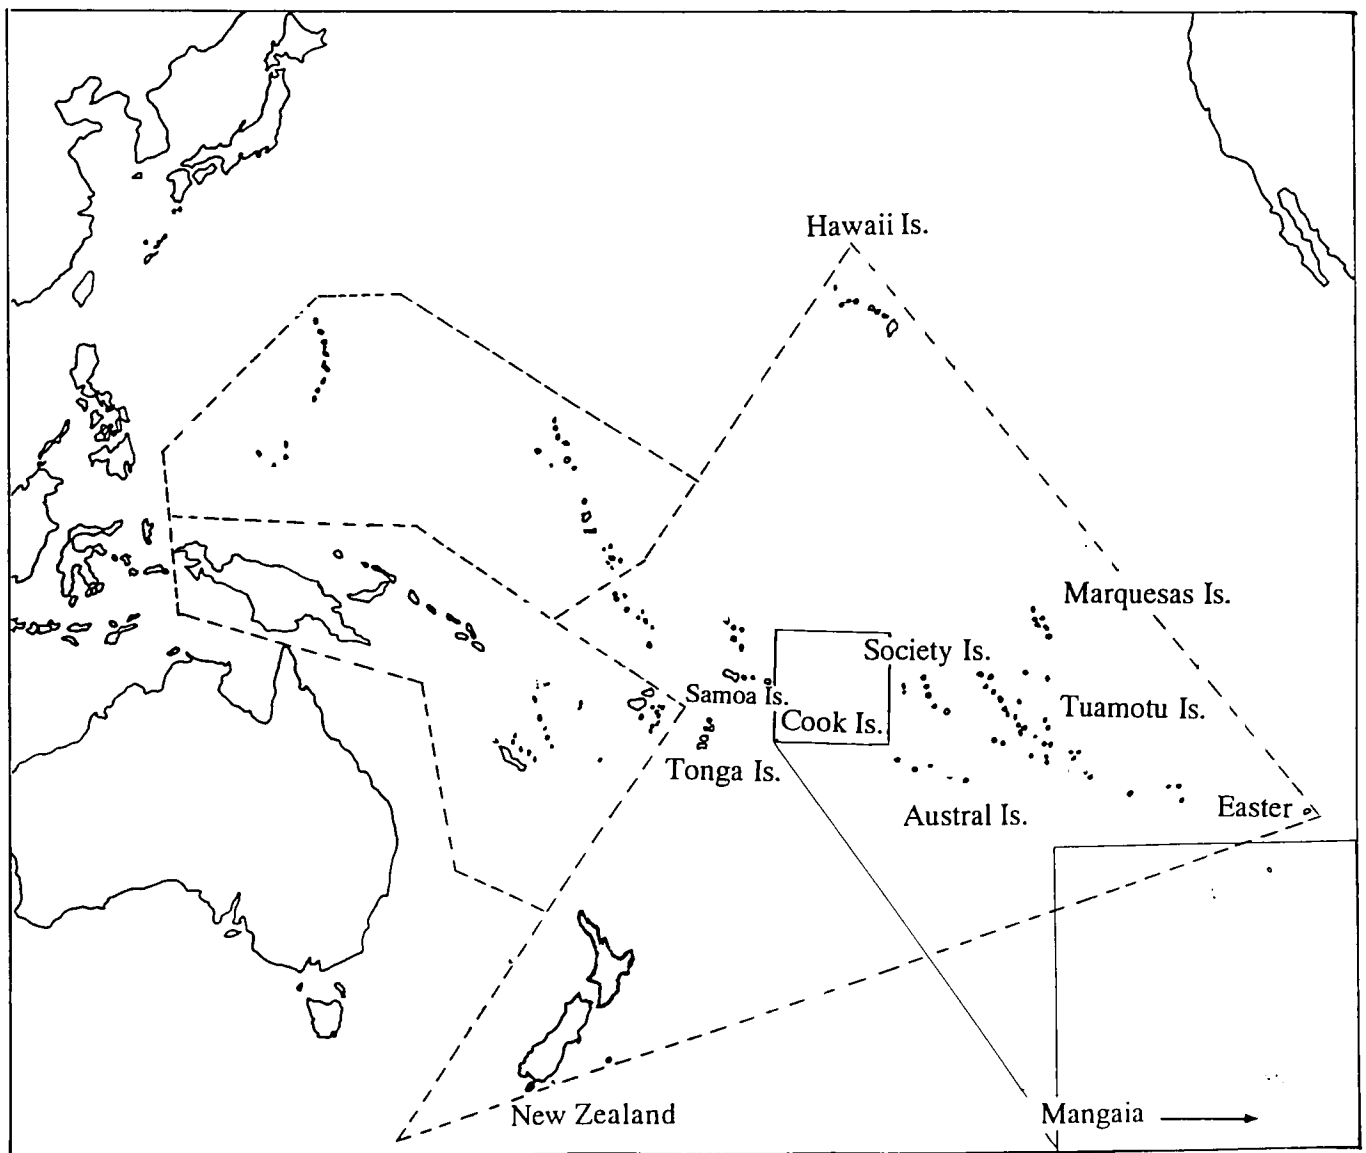 Hawaii Is.
Marquesas Is.
Society Is.
Samoa Is.
Tuamotu Is.
Cook Is.
Tonga Is.
Easter
Austral Is.
New Zealand
Mangaia